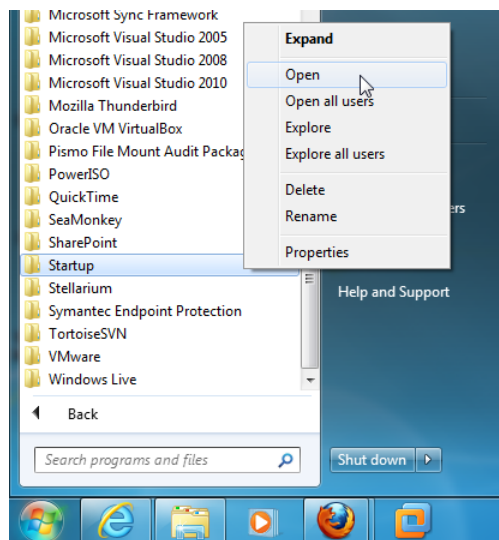 Microsoft Sync Framework
Microsoft Visual Studio 2005
Microsoft Visual Studio 2008
Microsoft Visual Studio 2010
Mozilla Thunderbird
Oracle VM VirtualBox
Pismo File Mount Audit Packag
PowerISO
QuickTime
SeaMonkey
SharePoint
Startup
Stellarium
Symantec Endpoint Protection
TortoiseSVN
VMware
Windows Live
Back
Search programs and files
Expand
Open
Open all users
Explore
Explore all users
Delete
Rename
Properties
ers
Help and Support
Shut down